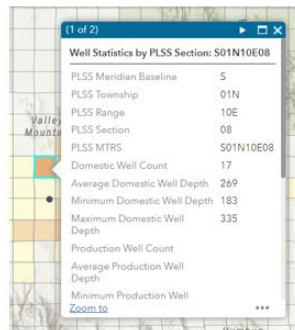 (1 of 2)
Well Statistics by PLSS Section: S01N10E08
PLSS Meridian Baseline S
PLSS Township 01N
PLSS Range 10E
PLSS Section 08
PLSS MTRS S01N10E08
Domestic Well Count 17
Average Domestic Well Depth 269
Minimum Domestic Well Depth 183
Maximum Domestic Well 335
Depth
Production Well Count
Average Production Well
Depth
Minimum Production Well
Zoom to
Valley
Mounta